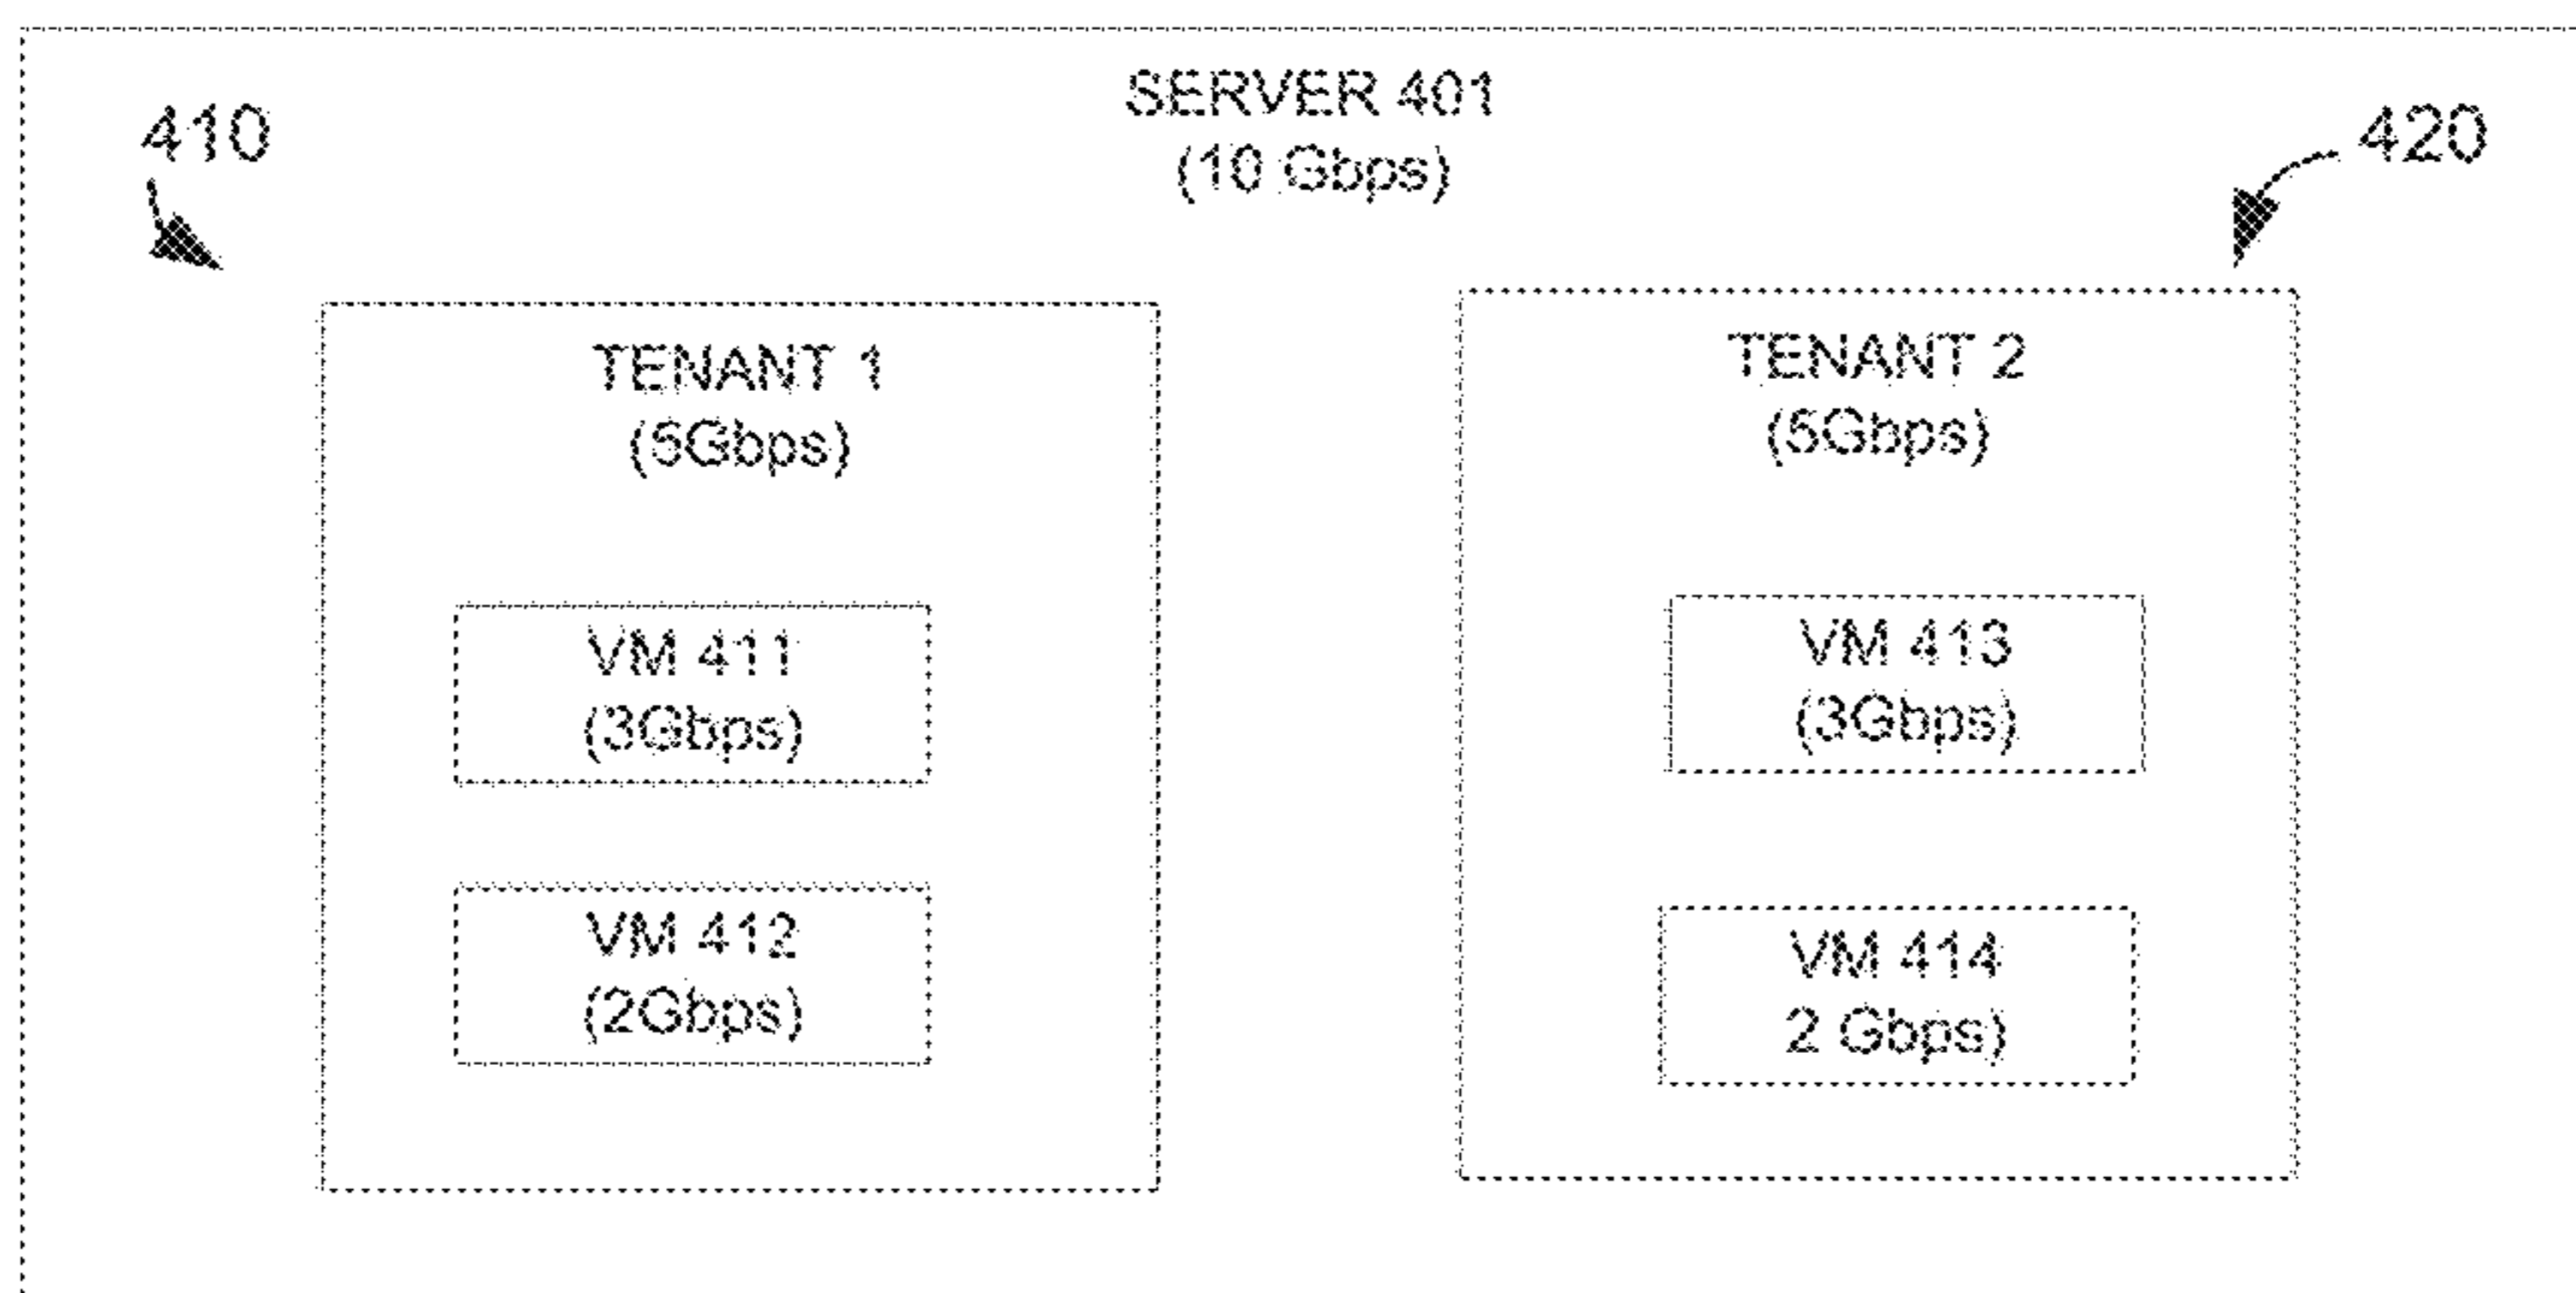 SERVER 401
(10 Gbps)
410
420
TENANT 1
(5Gbps)
VM 411
(3Gbps)
VM 412
(2Gbps)
TENANT 2
(5Gbps)
VM 413
(3Gbps)
VM 414
2 Gbps)